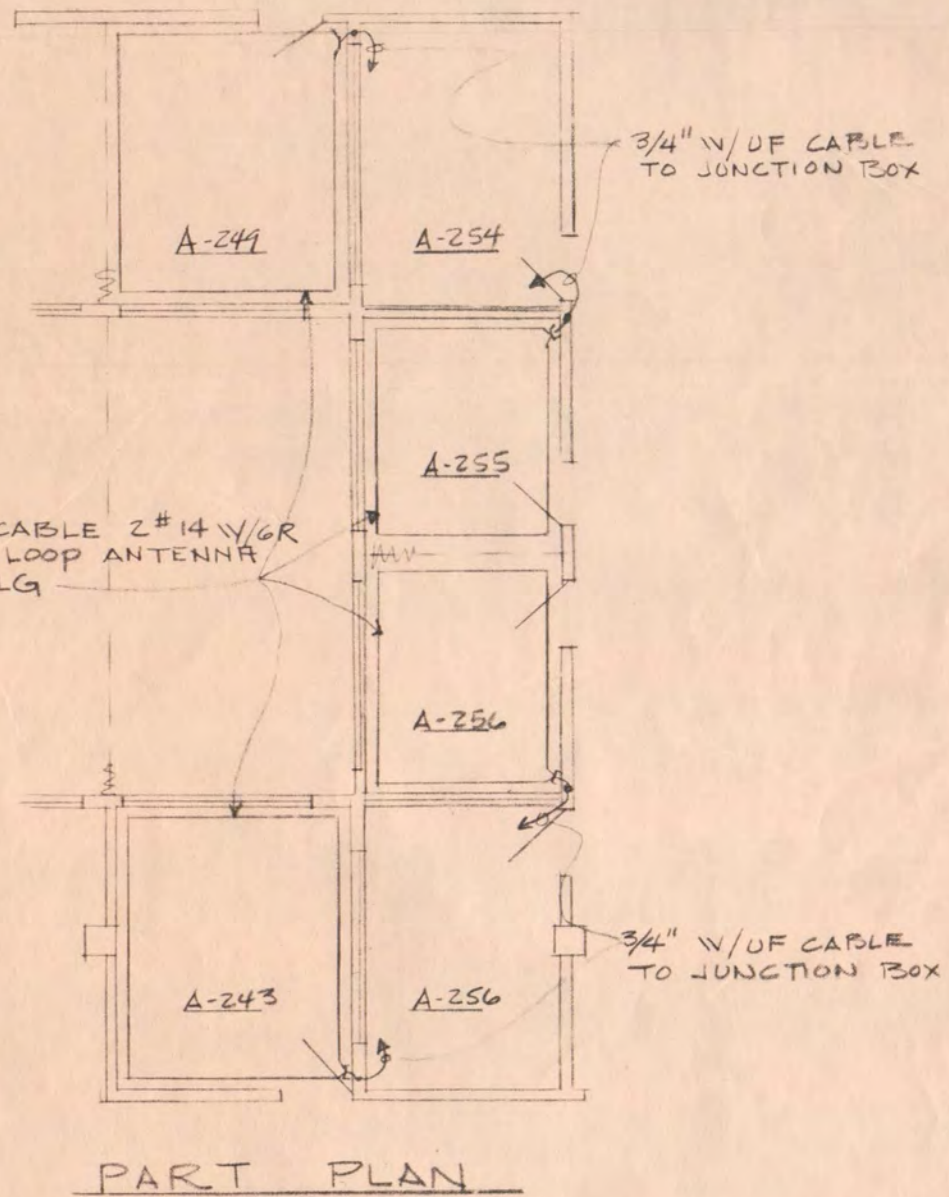 3/4" W/UF CABLE
TO JUNCTION BOX
A-249
A-254
A-255
CABLE 2#14 W/GR
LOOP ANTENNA
LG
A-256
A-243
A-256
3/4" W/UF CABLE
TO JUNCTION BOX
PART PLAN